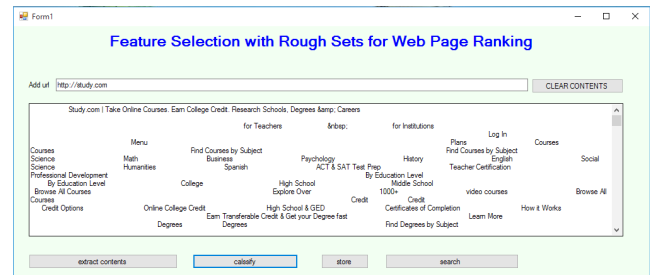 Form1
Feature Selection with Rough Sets for Web Page Ranking
Add url http://study.com CLEAR CONTENTS
Study.com | Take Online Courses. Earn College Credit. Research Schools, Degrees &amp; Careers
for Teachers &nbsp; for Institutions
Log In
Menu Plans Courses
Courses Find Courses by Subject Find Courses by Subject
Science Math Business Psychology History English Social
Science Humanities Spanish ACT & SAT Test Prep Teacher Certification
Professional Development By Education Level
By Education Level College High School Middle School
Browse All Courses Explore Over 1000+ video courses Browse All
Courses Credit Credit
Credit Options Online College Credit High School & GED Certificates of Completion How it Works
Earn Transferable Credit & Get your Degree fast Learn More
Degrees Degrees Find Degrees by Subject
extract contents calssify store search